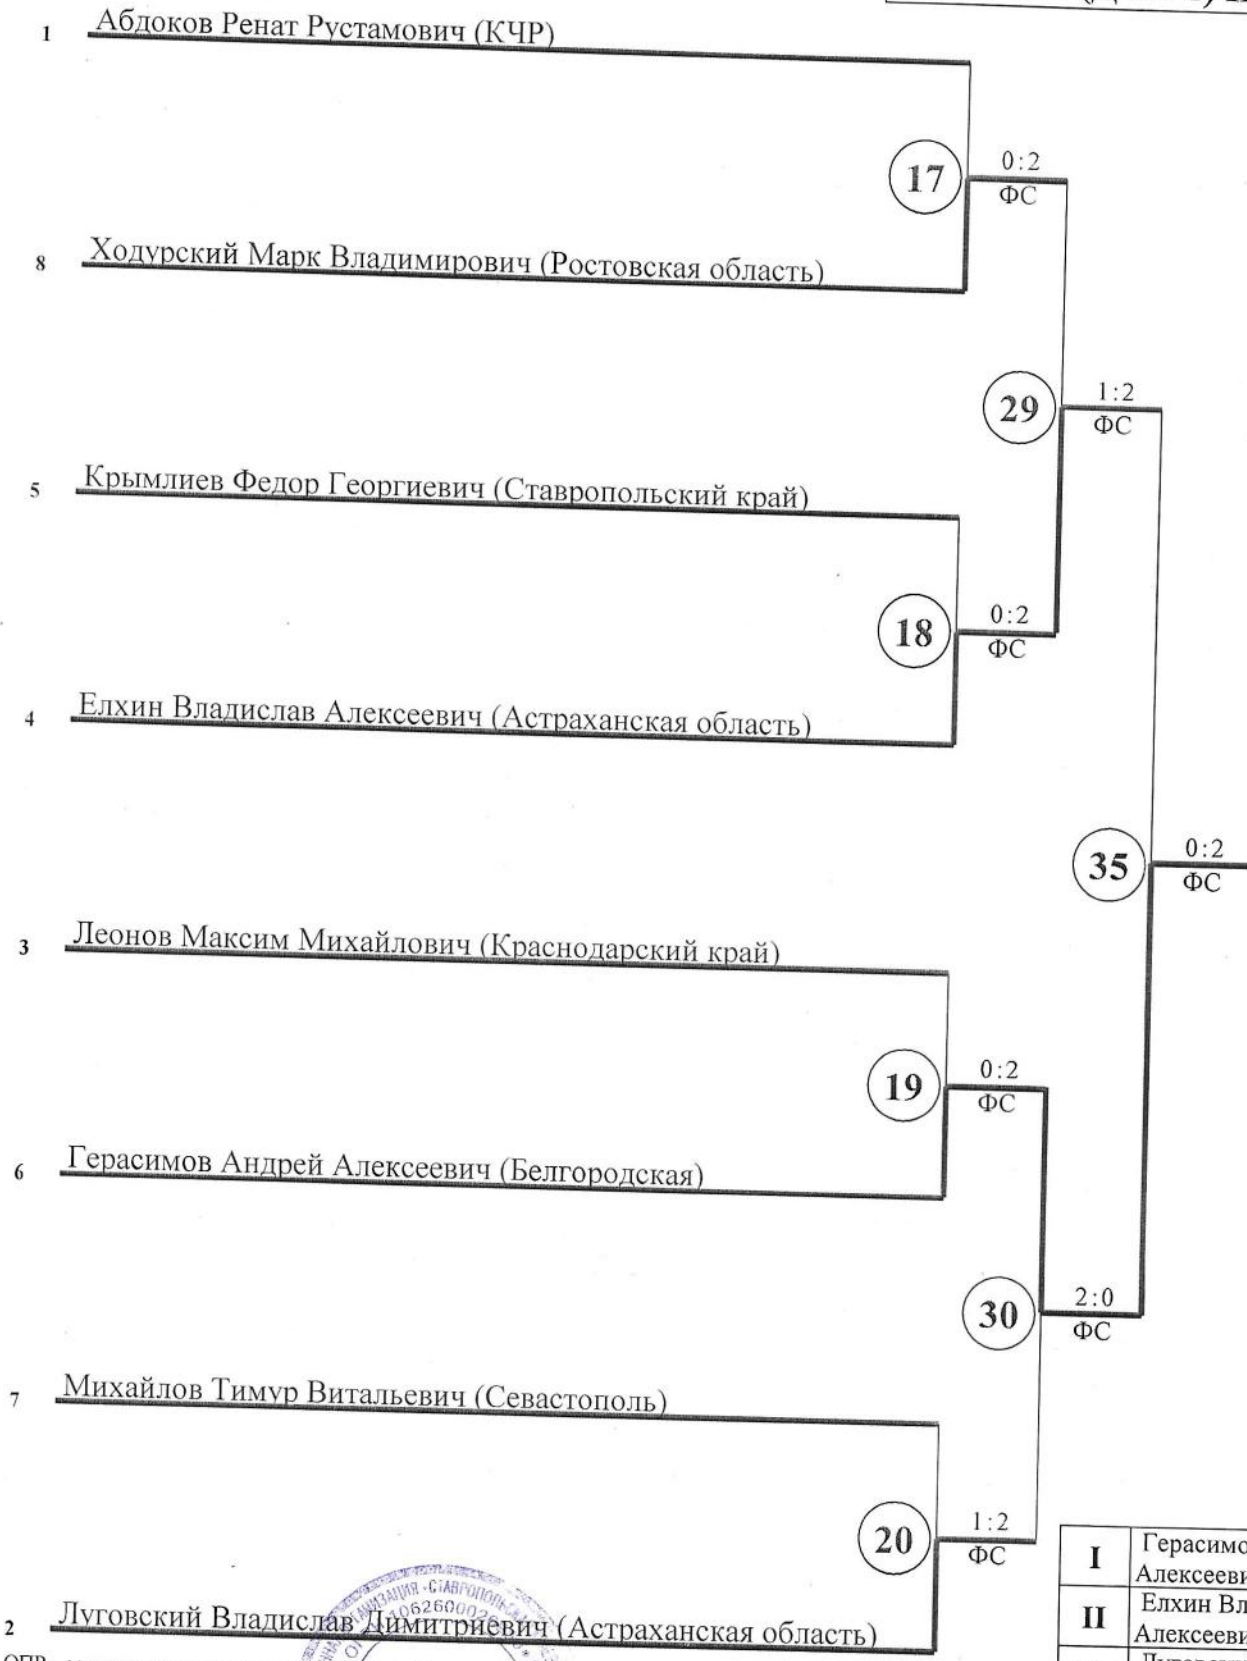 1 Абдоков Ренат Рустамович (КЧР)
17
0:2
ФС
8 Ходурский Марк Владимирович (Ростовская область)
29
1:2
ФС
5 Крымлиев Федор Георгиевич (Ставропольский край)
18
0:2
ФС
4 Елхин Владислав Алексеевич (Астраханская область)
35
0:2
ФС
3 Леонов Максим Михайлович (Краснодарский край)
19
0:2
ФС
6 Герасимов Андрей Алексеевич (Белгородская)
30
2:0
ФС
7 Михайлов Тимур Витальевич (Севастополь)
20
1:2
ФС
2 Луговский Владислав Димитриевич (Астраханская область)
I Герасимо
Алексееви
II Елхин Вл
Алексееви